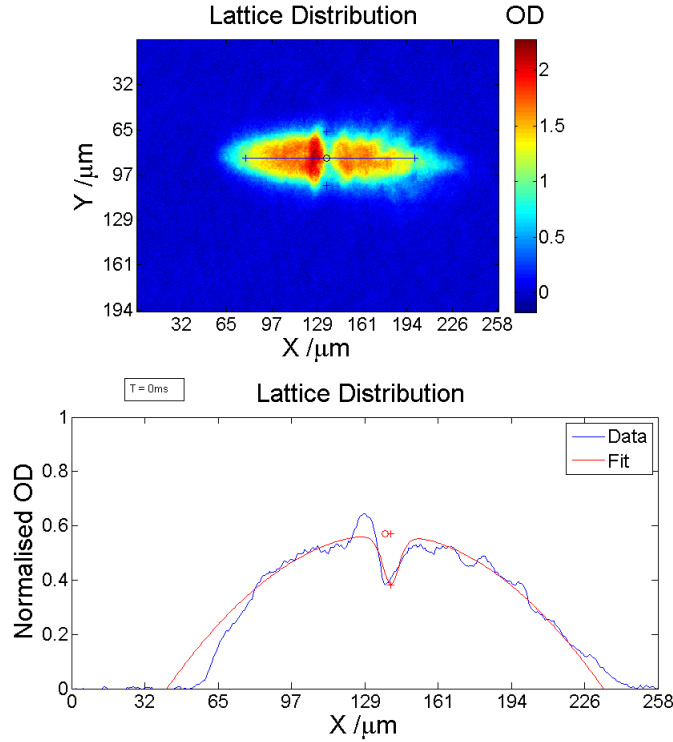 Lattice Distribution
OD
Y /μm
32
65
97
129
161
194
32 65 97 129 161 194 226 258
X /μm
2
1.5
1
0.5
0
T = 0ms
Lattice Distribution
Normalised OD
1
0.8
0.6
0.4
0.2
0
Data
Fit
0 32 65 97 129 161 194 226 258
X /μm